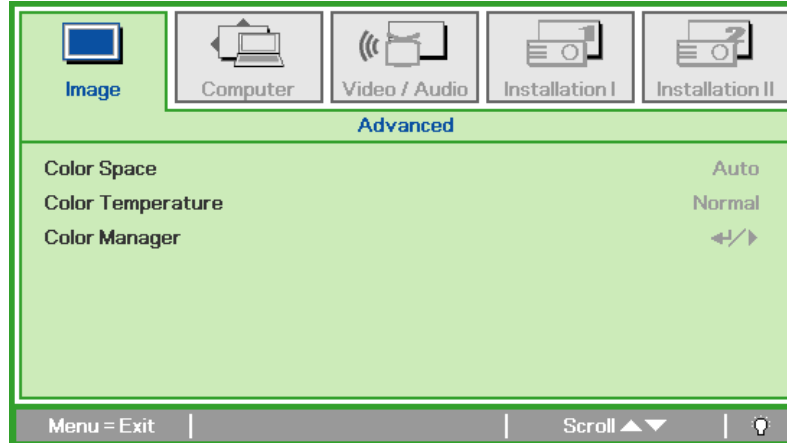 Image
Computer
Video / Audio
Installation I
Installation II
Advanced
Color Space Auto
Color Temperature Normal
Color Manager
Menu = Exit Scroll